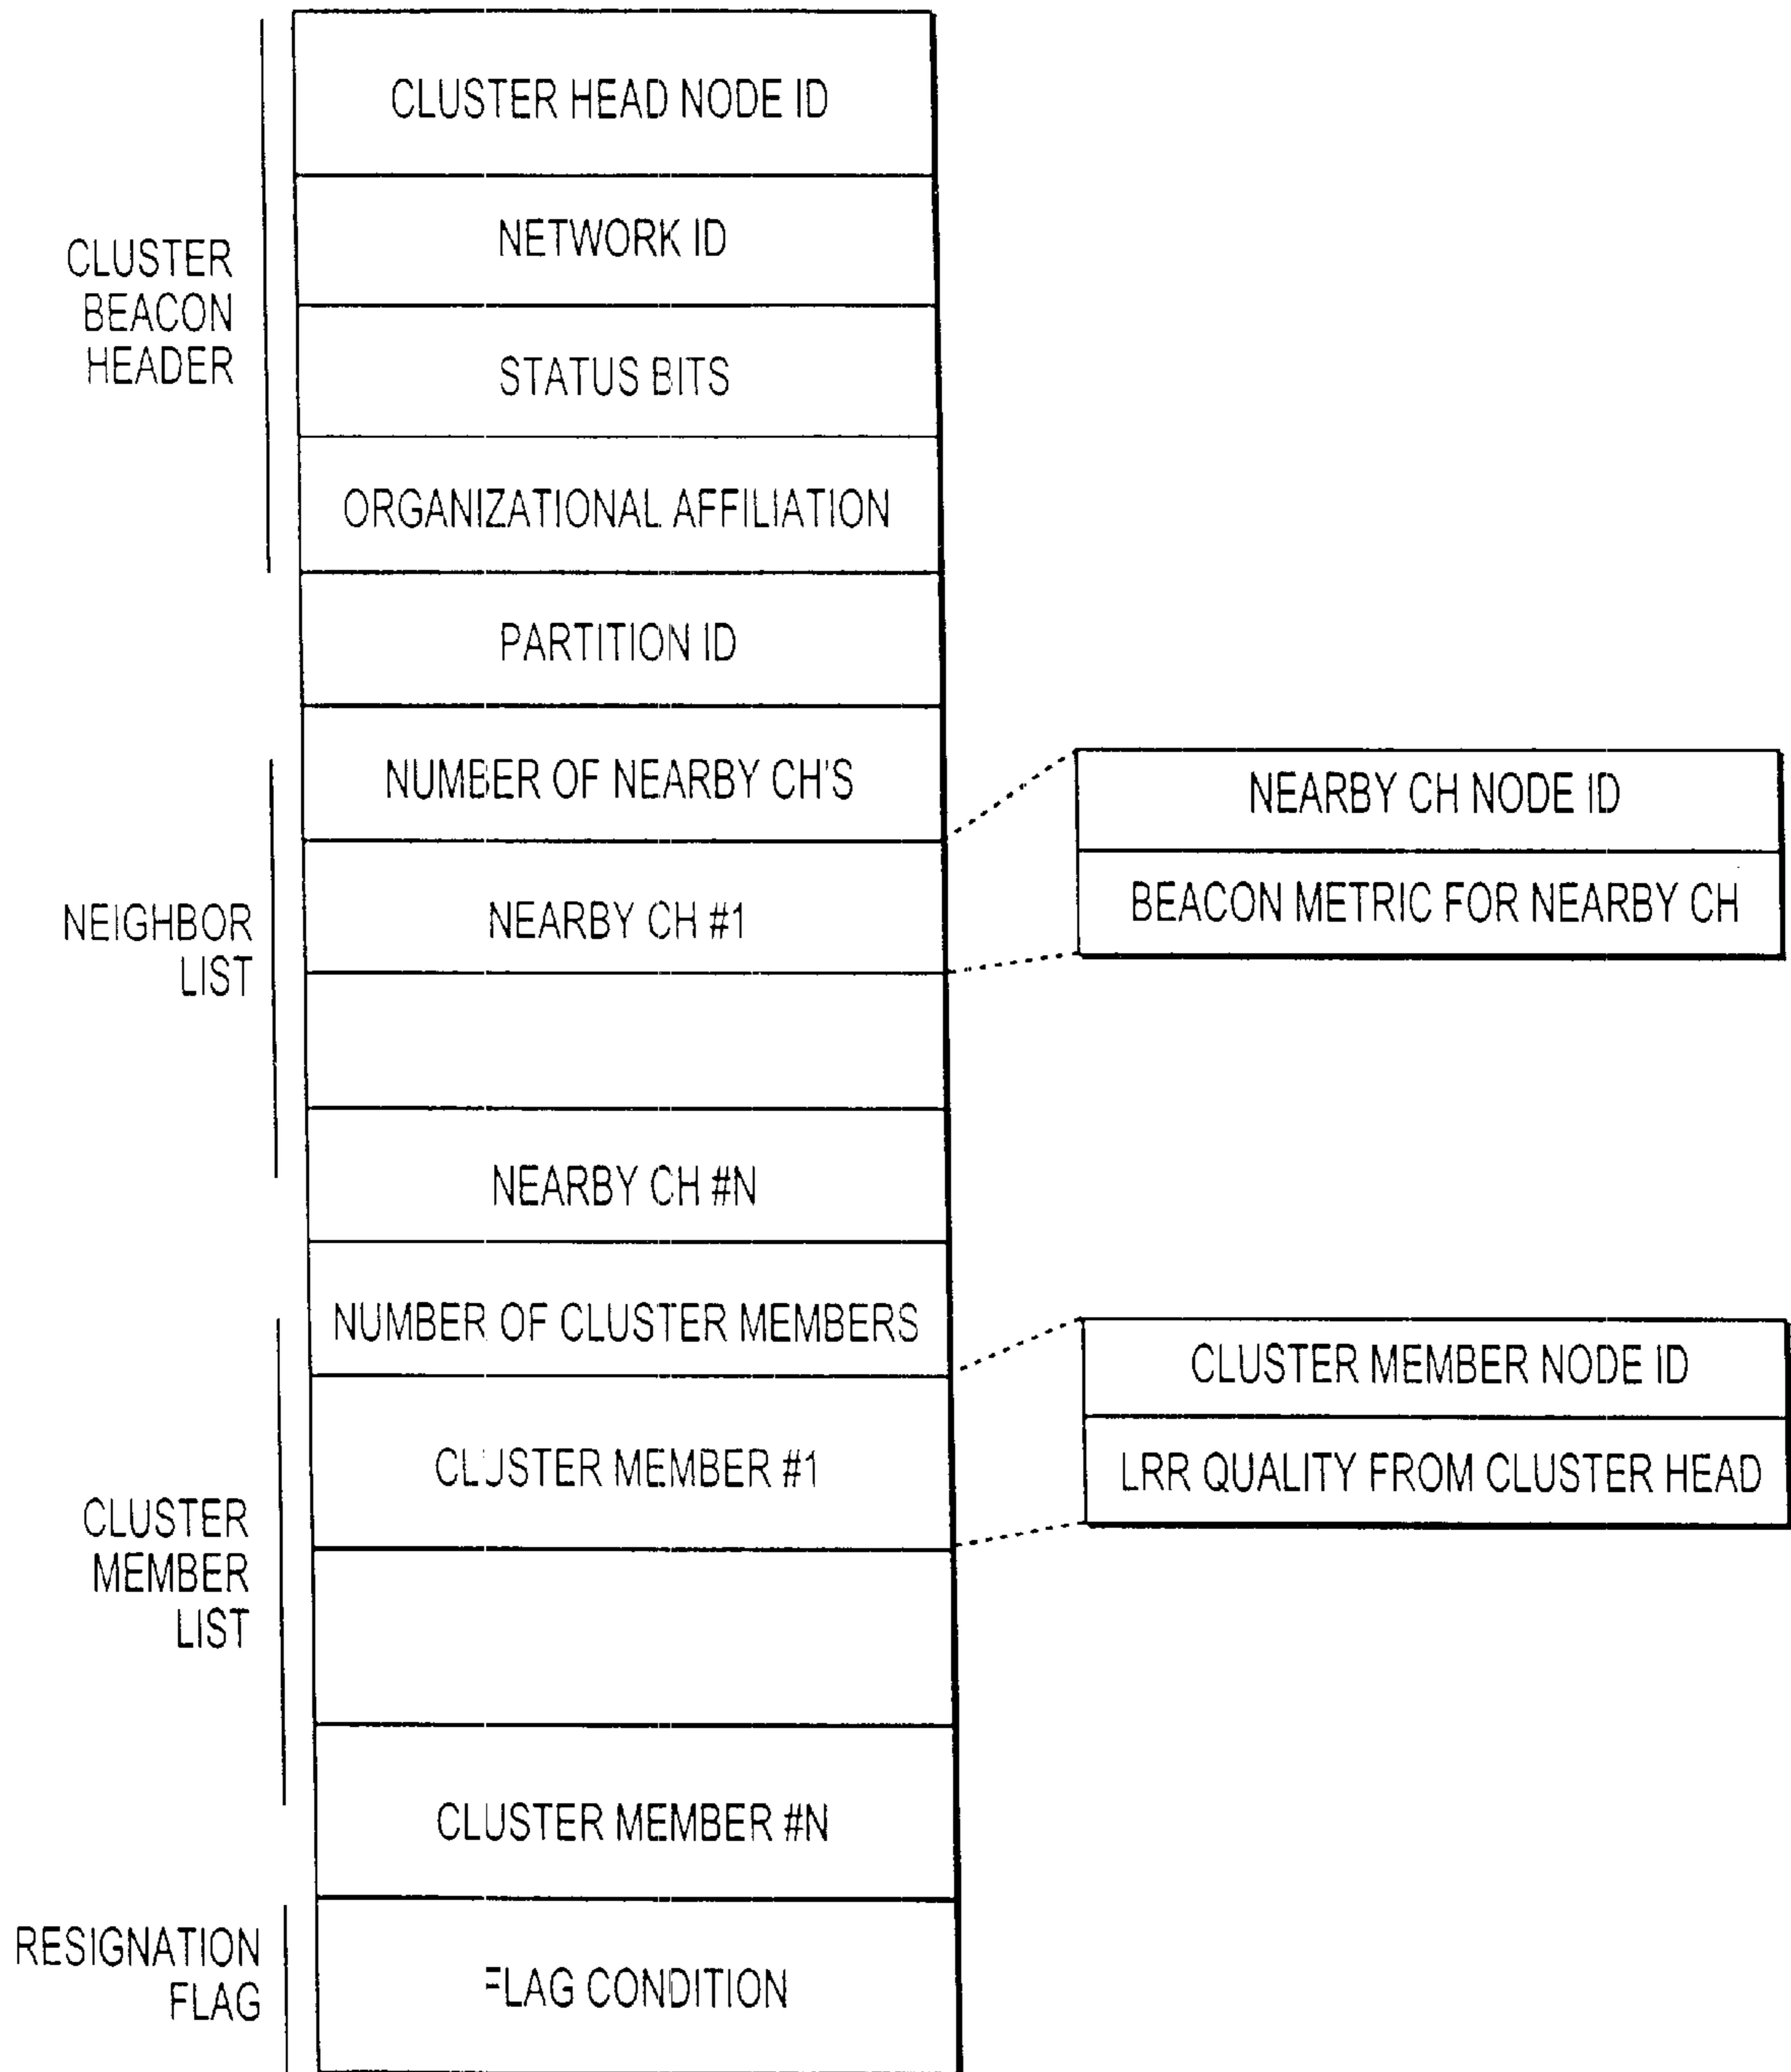 CLUSTER HEAD NODE ID
NETWORK ID
CLUSTER
BEACON
HEADER
STATUS BITS
ORGANIZATIONAL AFFILIATION
PARTITION ID
NUMBER OF NEARBY CH'S
NEARBY CH NODE ID
BEACON METRIC FOR NEARBY CH
NEIGHBOR
LIST
NEARBY CH #1
NEARBY CH #N
NUMBER OF CLUSTER MEMBERS
CLUSTER MEMBER NODE ID
LRR QUALITY FROM CLUSTER HEAD
CLUSTER MEMBER #1
CLUSTER
MEMBER
LIST
CLUSTER MEMBER #N
RESIGNATION
FLAG
FLAG CONDITION